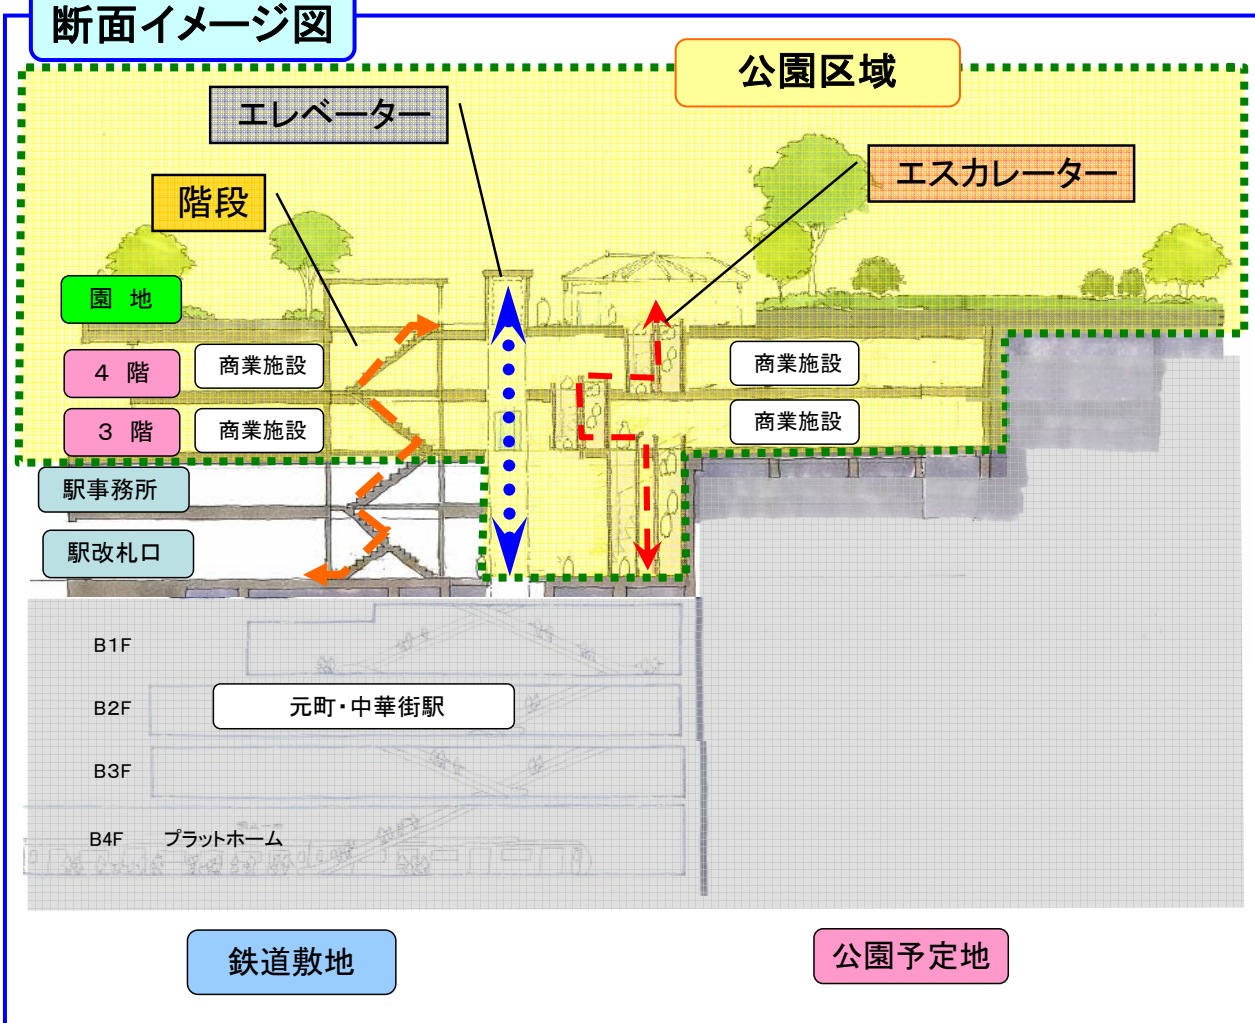 断面イメージ図
公園区域
エレベーター
エスカレーター
階段
園 地
4 階
商業施設
商業施設
3 階
商業施設
商業施設
駅事務所
駅改札口
B1F
B2F
元町・中華街駅
B3F
B4F プラットホーム
鉄道敷地
公園予定地